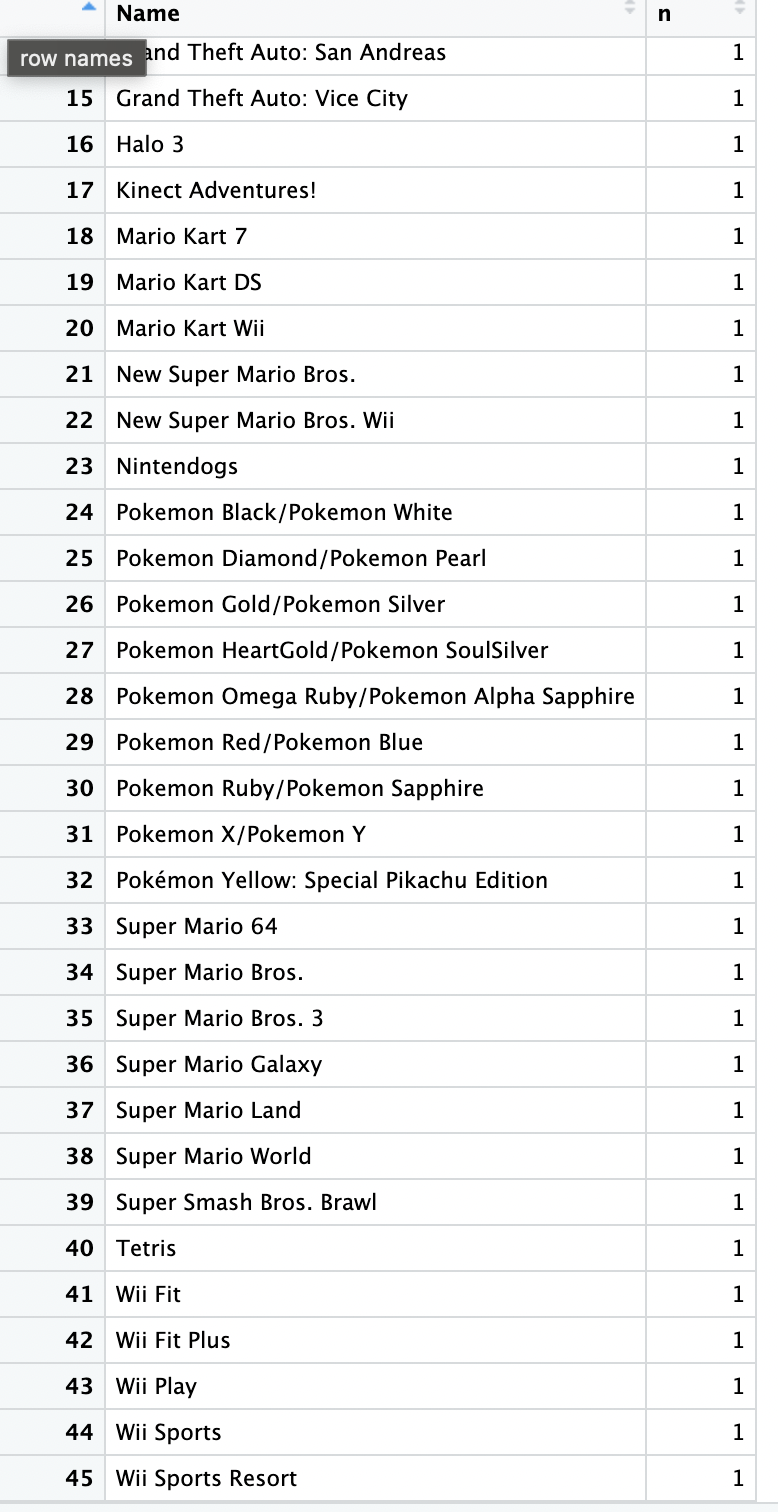 Name n
row names and Theft Auto: San Andreas 1
15 Grand Theft Auto: Vice City 1
16 Halo 3 1
17 Kinect Adventures! 1
18 Mario Kart 7 1
19 Mario Kart DS 1
20 Mario Kart Wii 1
21 New Super Mario Bros. 1
22 New Super Mario Bros. Wii 1
23 Nintendogs 1
24 Pokemon Black/Pokemon White 1
25 Pokemon Diamond/Pokemon Pearl 1
26 Pokemon Gold/Pokemon Silver 1
27 Pokemon HeartGold/Pokemon SoulSilver 1
28 Pokemon Omega Ruby/Pokemon Alpha Sapphire 1
29 Pokemon Red/Pokemon Blue 1
30 Pokemon Ruby/Pokemon Sapphire 1
31 Pokemon X/Pokemon Y 1
32 Pokémon Yellow: Special Pikachu Edition 1
33 Super Mario 64 1
34 Super Mario Bros. 1
35 Super Mario Bros. 3 1
36 Super Mario Galaxy 1
37 Super Mario Land 1
38 Super Mario World 1
39 Super Smash Bros. Brawl 1
40 Tetris 1
41 Wii Fit 1
42 Wii Fit Plus 1
43 Wii Play 1
44 Wii Sports 1
45 Wii Sports Resort 1